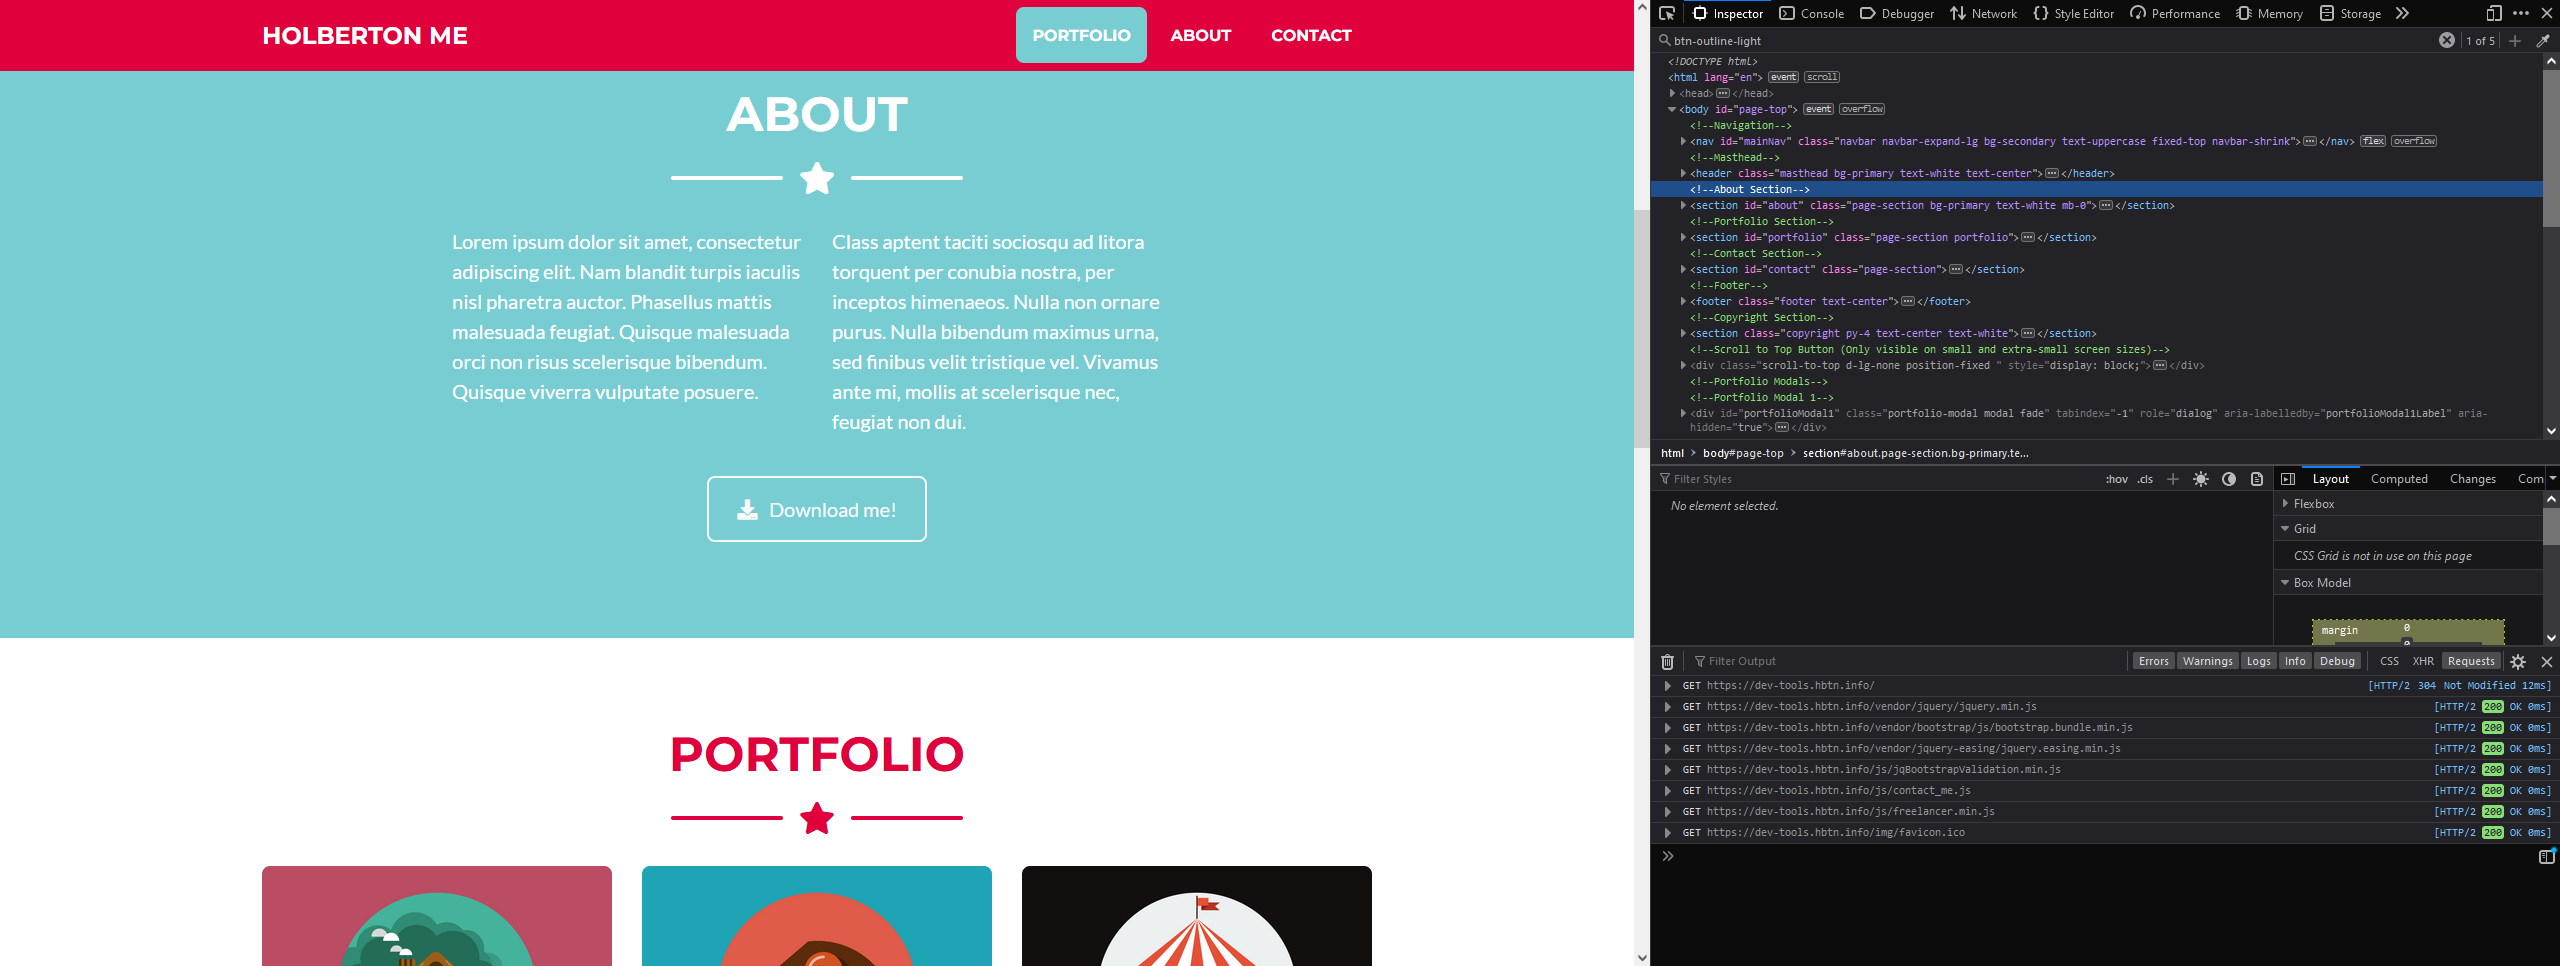 HOLBERTON ME
PORTFOLIO ABOUT CONTACT
ABOUT
Lorem ipsum dolor sit amet, consectetur
adipiscing elit. Nam blandit turpis iaculis
nisl pharetra auctor. Phasellus mattis
malesuada feugiat. Quisque malesuada
orci non risus scelerisque bibendum.
Quisque viverra vulputate posuere.
Class aptent taciti sociosqu ad litora
torquent per conubia nostra, per
inceptos himenaeos. Nulla non ornare
purus. Nulla bibendum maximus urna,
sed finibus velit tristique vel. Vivamus
ante mi, mollis at scelerisque nec,
feugiat non dui.
Download me!
PORTFOLIO
Inspector Console Debugger Network Style Editor Performance Memory Storage
btn-outline-light 1 of 5
<!DOCTYPE html>
<html lang="en"> event scroll
<head> </head>
<body id="page-top"> event overflow
<!--Navigation-->
<nav id="mainNav" class="navbar navbar-expand-lg bg-secondary text-uppercase fixed-top navbar-shrink"> </nav> flex overflow
<!--Masthead-->
<header class="masthead bg-primary text-white text-center"> </header>
<!--About Section-->
<section id="about" class="page-section bg-primary text-white mb-0"> </section>
<!--Portfolio Section-->
<section id="portfolio" class="page-section portfolio"> </section>
<!--Contact Section-->
<section id="contact" class="page-section"> </section>
<!--Footer-->
<footer class="footer text-center"> </footer>
<!--Copyright Section-->
<section class="copyright py-4 text-center text-white"> </section>
<!--Scroll to Top Button (Only visible on small and extra-small screen sizes)-->
<div class="scroll-to-top d-lg-none position-fixed " style="display: block;"> </div>
<!--Portfolio Modals-->
<!--Portfolio Modal 1-->
<div id="portfolioModal1" class="portfolio-modal modal fade" tabindex="-1" role="dialog" aria-labelledby="portfolioModal1Label" aria-
hidden="true"> </div>
html > body#page-top > section#about.page-section.bg-primary.te...
Filter Styles :hov .cls +
No element selected.
Layout Computed Changes Com
Flexbox
Grid
CSS Grid is not in use on this page
Box Model
margin 0
Filter Output Errors Warnings Logs Info Debug CSS XHR Requests
GET https://dev-tools.hbtn.info/ [HTTP/2 304 Not Modified 12ms]
GET https://dev-tools.hbtn.info/vendor/jquery/jquery.min.js [HTTP/2 200 OK 0ms]
GET https://dev-tools.hbtn.info/vendor/bootstrap/js/bootstrap.bundle.min.js [HTTP/2 200 OK 0ms]
GET https://dev-tools.hbtn.info/vendor/jquery-easing/jquery.easing.min.js [HTTP/2 200 OK 0ms]
GET https://dev-tools.hbtn.info/js/jqBootstrapValidation.min.js [HTTP/2 200 OK 0ms]
GET https://dev-tools.hbtn.info/js/contact_me.js [HTTP/2 200 OK 0ms]
GET https://dev-tools.hbtn.info/js/freelancer.min.js [HTTP/2 200 OK 0ms]
GET https://dev-tools.hbtn.info/img/favicon.ico [HTTP/2 200 OK 0ms]